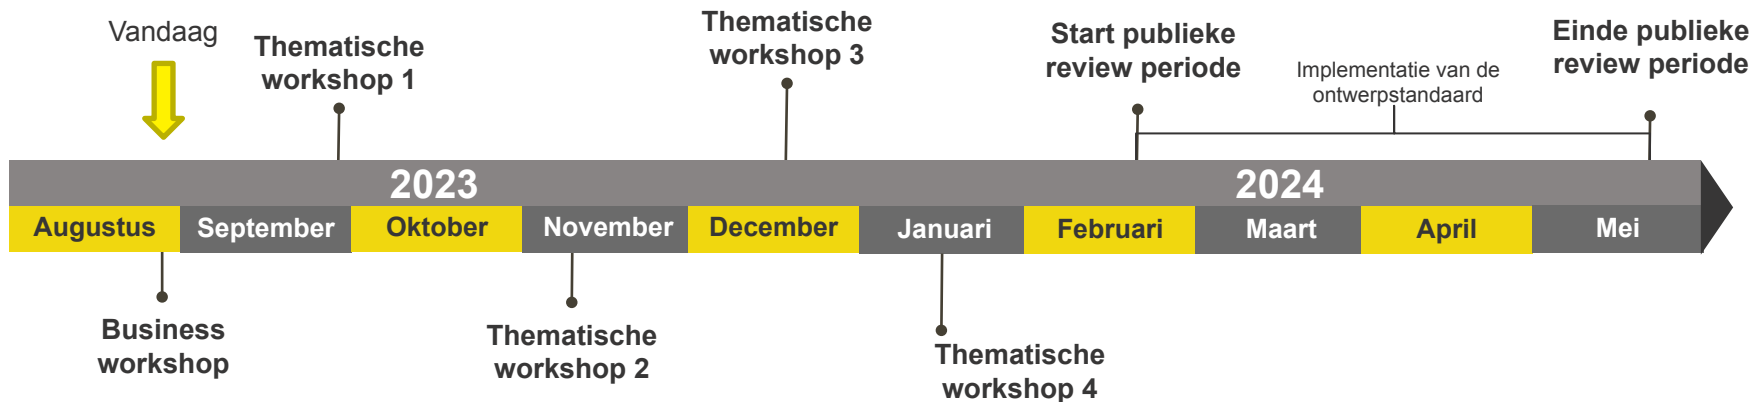 Vandaag
Thematische
workshop 1
Thematische
workshop 3
Start publieke
review periode
Implementatie van de
ontwerpstandaard
Einde publieke
review periode
2023
2024
Augustus
September
Oktober
November
December
Januari
Februari
Maart
April
Mei
Business
workshop
Thematische
workshop 2
Thematische
workshop 4